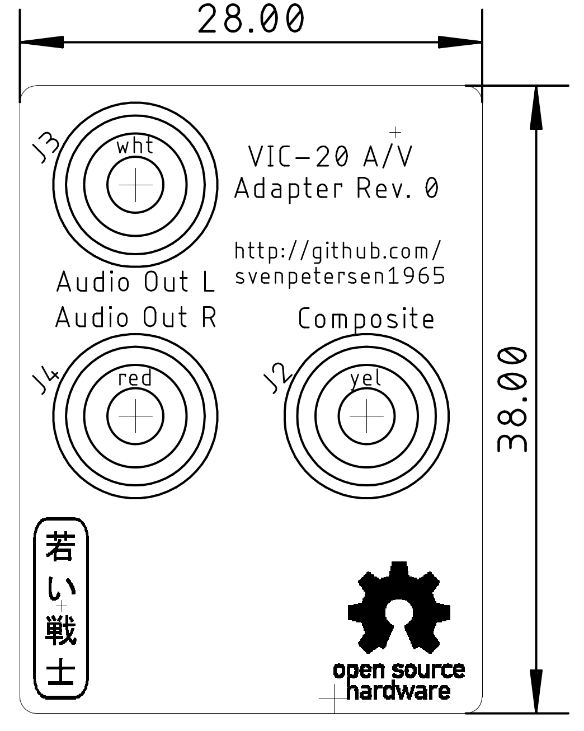 28.00
J3
wht
VIC-20 A/V
Adapter Rev. 0
http://github.com/
svenpetersen1965
Audio Out L
Audio Out R
Composite
J4
red
J2
yel
38.00
若い戦士
open source
hardware